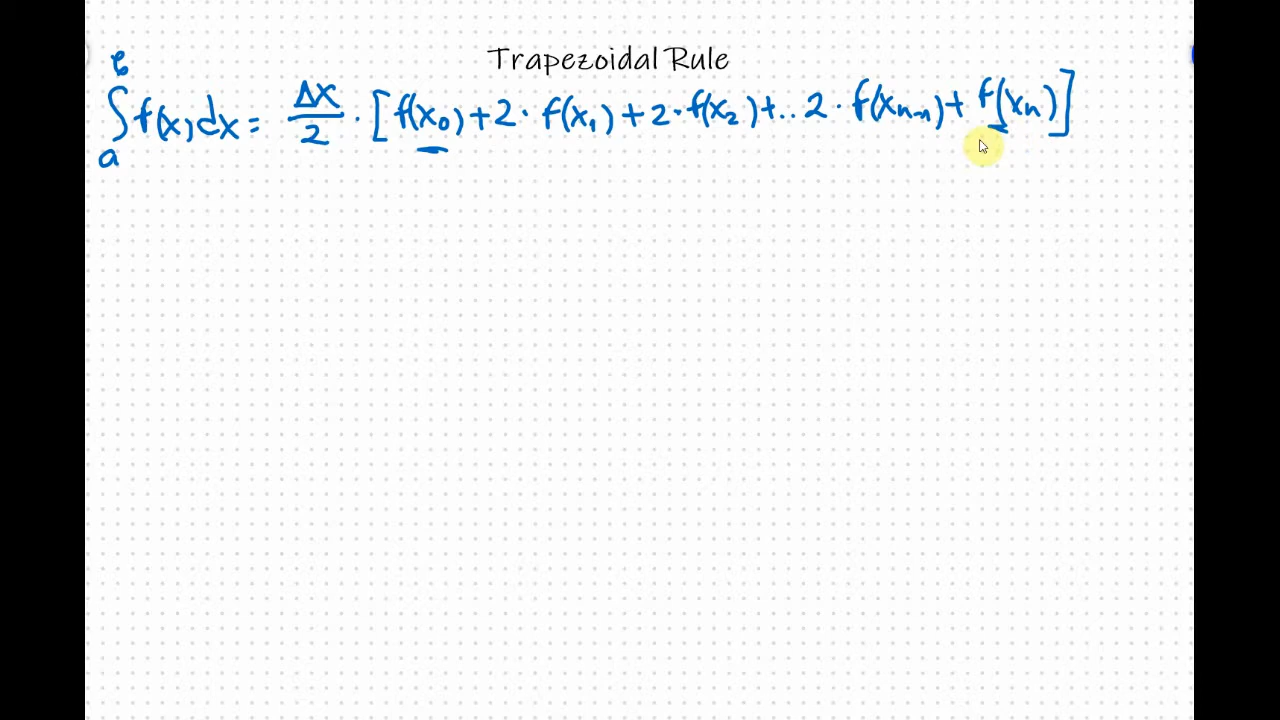 Trapezoidal Rule
∫ₐᵇ f(x)dx = Δx/2 · [f(x₀) + 2 · f(x₁) + 2 · f(x₂) + .. 2 · f(xₙ₋₁) + f(xₙ)]